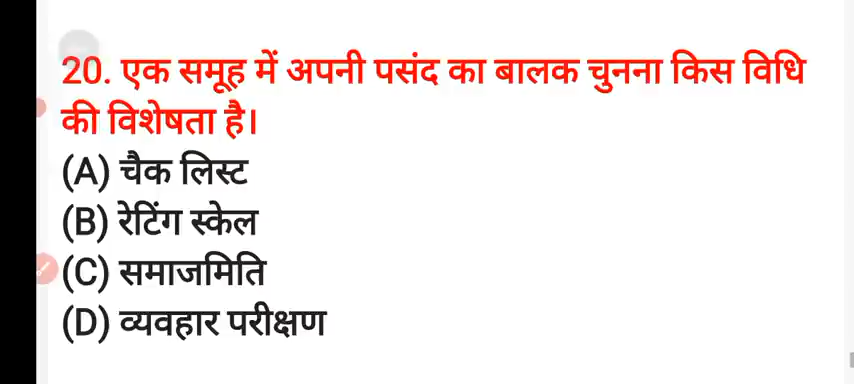 20. एक समूह में अपनी पसंद का बालक चुनना किस विधि
की विशेषता है।
(A) चैक लिस्ट
(B) रेटिंग स्केल
(C) समाजमिति
(D) व्यवहार परीक्षण